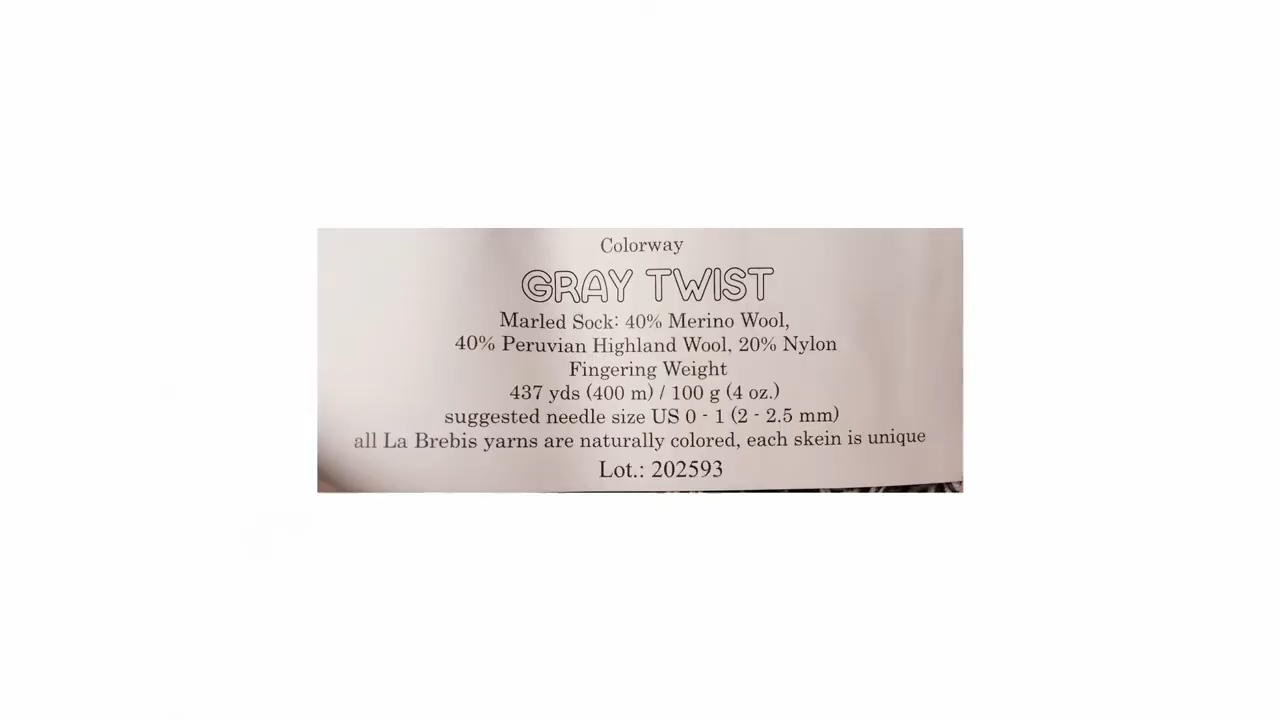 Colorway
GRAY TWIST
Marled Sock: 40% Merino Wool,
40% Peruvian Highland Wool, 20% Nylon
Fingering Weight
437 yds (400 m) / 100 g (4 oz.)
suggested needle size US 0 - 1 (2 - 2.5 mm)
all La Brebis yarns are naturally colored, each skein is unique
Lot.: 202593